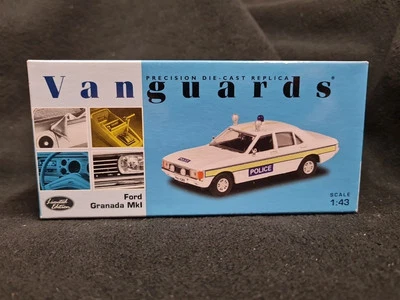 Vanguards
PRECISION DIE-CAST REPLICA
POLICE
Limited
Edition
Ford
Granada MkI
SCALE
1:43